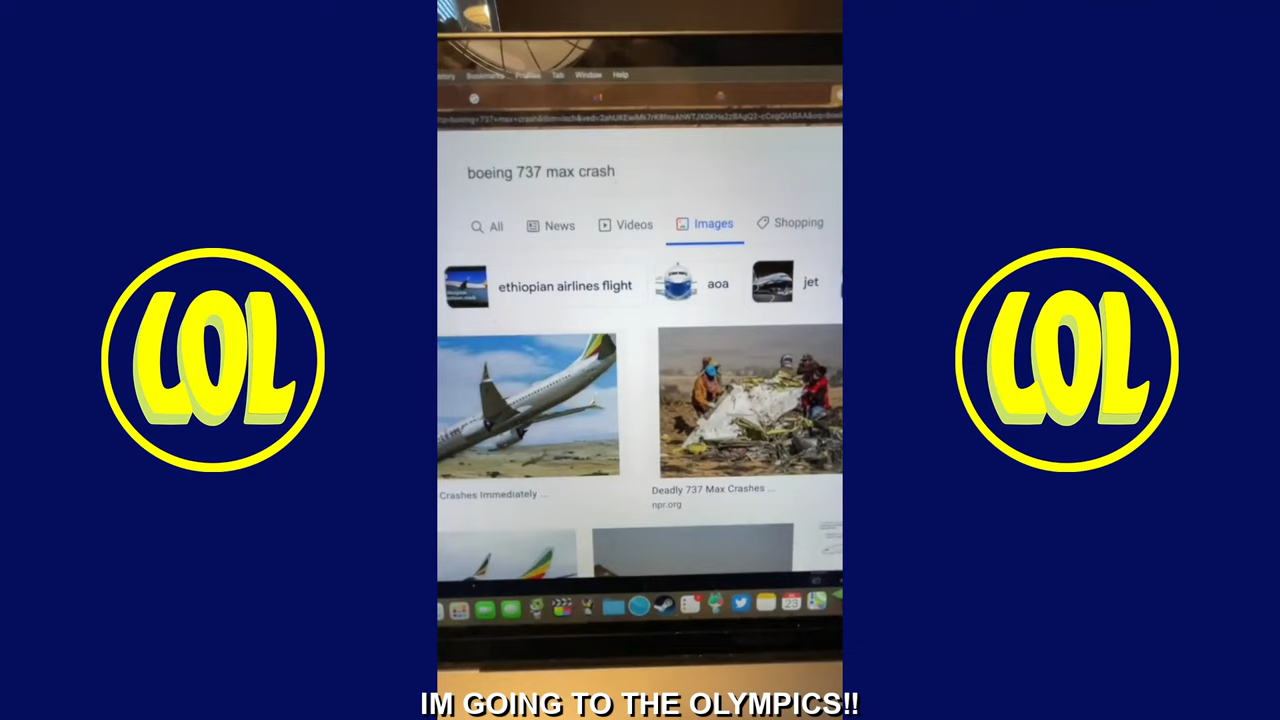 LOL
LOL
Bookmarks Profiles Tab Window Help
boeing 737 max crash
All News Videos Images Shopping
ethiopian airlines flight aoa jet
Crashes Immediately ...
Deadly 737 Max Crashes ...
npr.org
23
IM GOING TO THE OLYMPICS!!